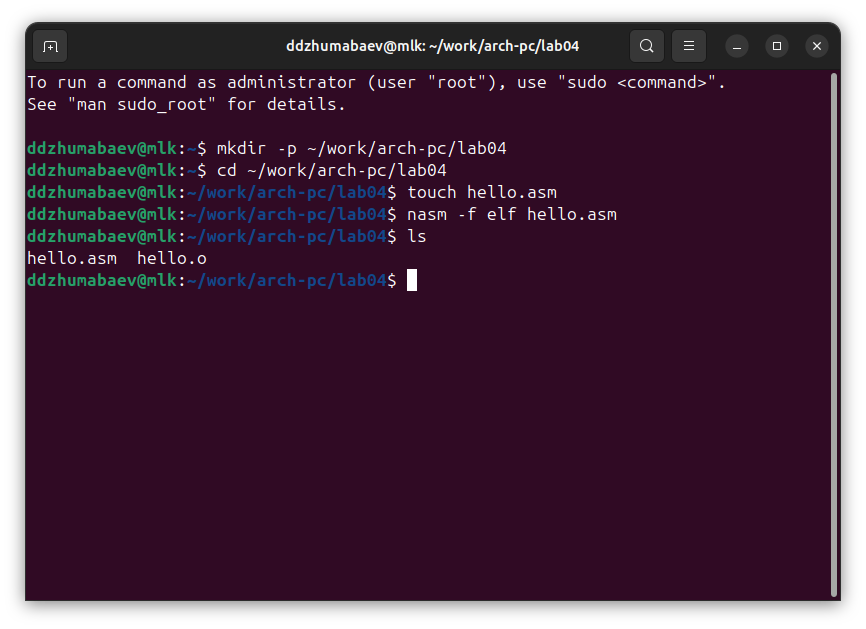 ddzhumabaev@mlk: ~/work/arch-pc/lab04
To run a command as administrator (user "root"), use "sudo <command>".
See "man sudo_root" for details.
ddzhumabaev@mlk:~$ mkdir -p ~/work/arch-pc/lab04
ddzhumabaev@mlk:~$ cd ~/work/arch-pc/lab04
ddzhumabaev@mlk:~/work/arch-pc/lab04$ touch hello.asm
ddzhumabaev@mlk:~/work/arch-pc/lab04$ nasm -f elf hello.asm
ddzhumabaev@mlk:~/work/arch-pc/lab04$ ls
hello.asm  hello.o
ddzhumabaev@mlk:~/work/arch-pc/lab04$